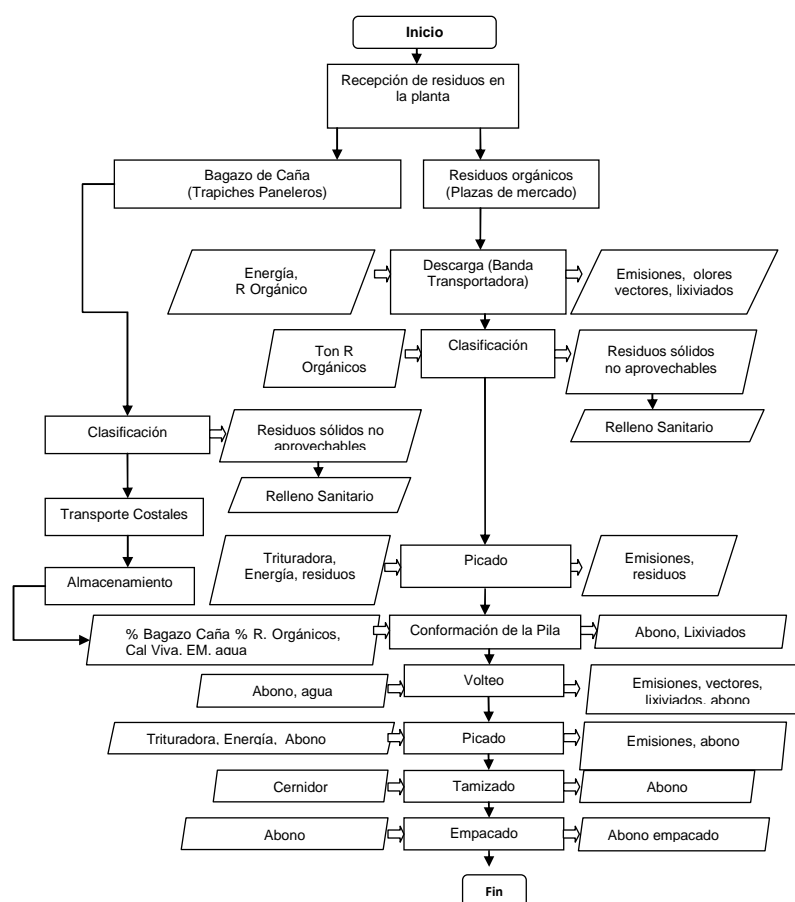 Inicio
Recepción de residuos en
la planta
Bagazo de Caña
(Trapiches Paneleros)
Residuos orgánicos
(Plazas de mercado)
Energía,
R Orgánico
Descarga (Banda
Transportadora)
Emisiones, olores
vectores, lixiviados
Ton R
Orgánicos
Clasificación
Residuos sólidos
no aprovechables
Relleno Sanitario
Clasificación
Residuos sólidos no
aprovechables
Relleno Sanitario
Transporte Costales
Almacenamiento
Trituradora,
Energía, residuos
Picado
Emisiones,
residuos
% Bagazo Caña % R. Orgánicos,
Cal Viva. EM. agua
Conformación de la Pila
Abono, Lixiviados
Abono, agua
Volteo
Emisiones, vectores,
lixiviados, abono
Trituradora, Energía, Abono
Picado
Emisiones, abono
Cernidor
Tamizado
Abono
Abono
Empacado
Abono empacado
Fin